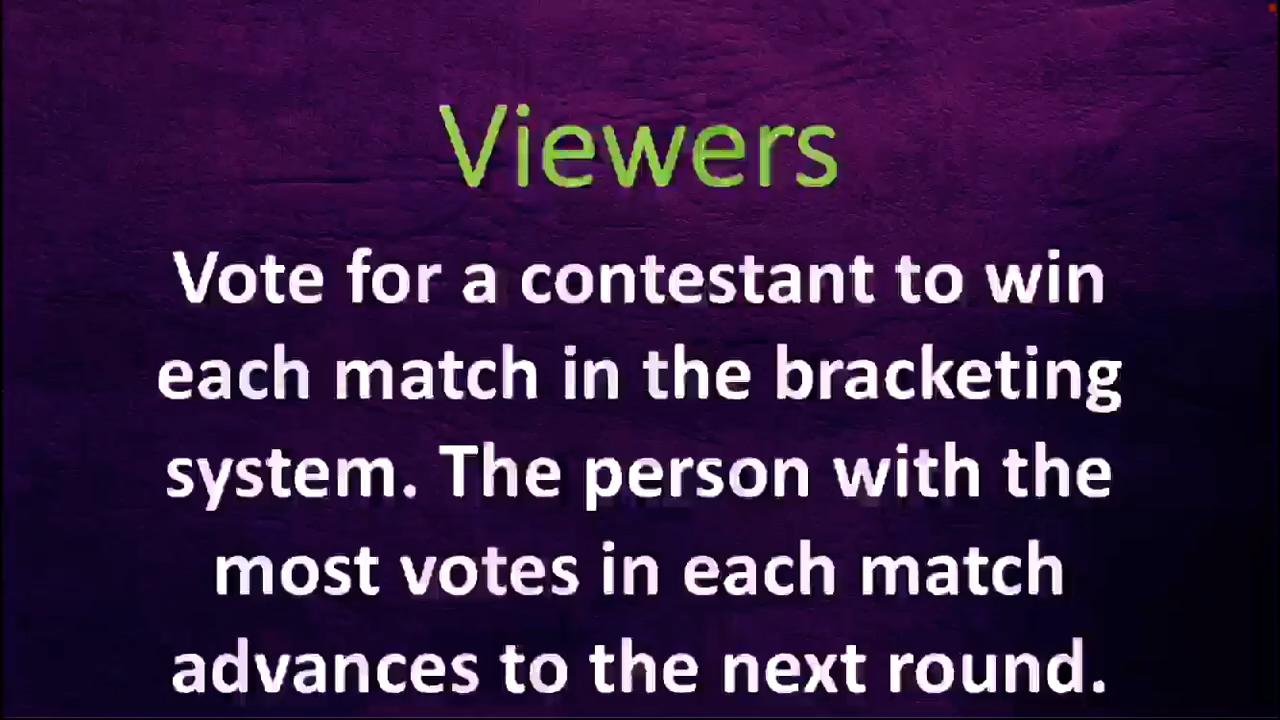 Viewers
Vote for a contestant to win
each match in the bracketing
system. The person with the
most votes in each match
advances to the next round.